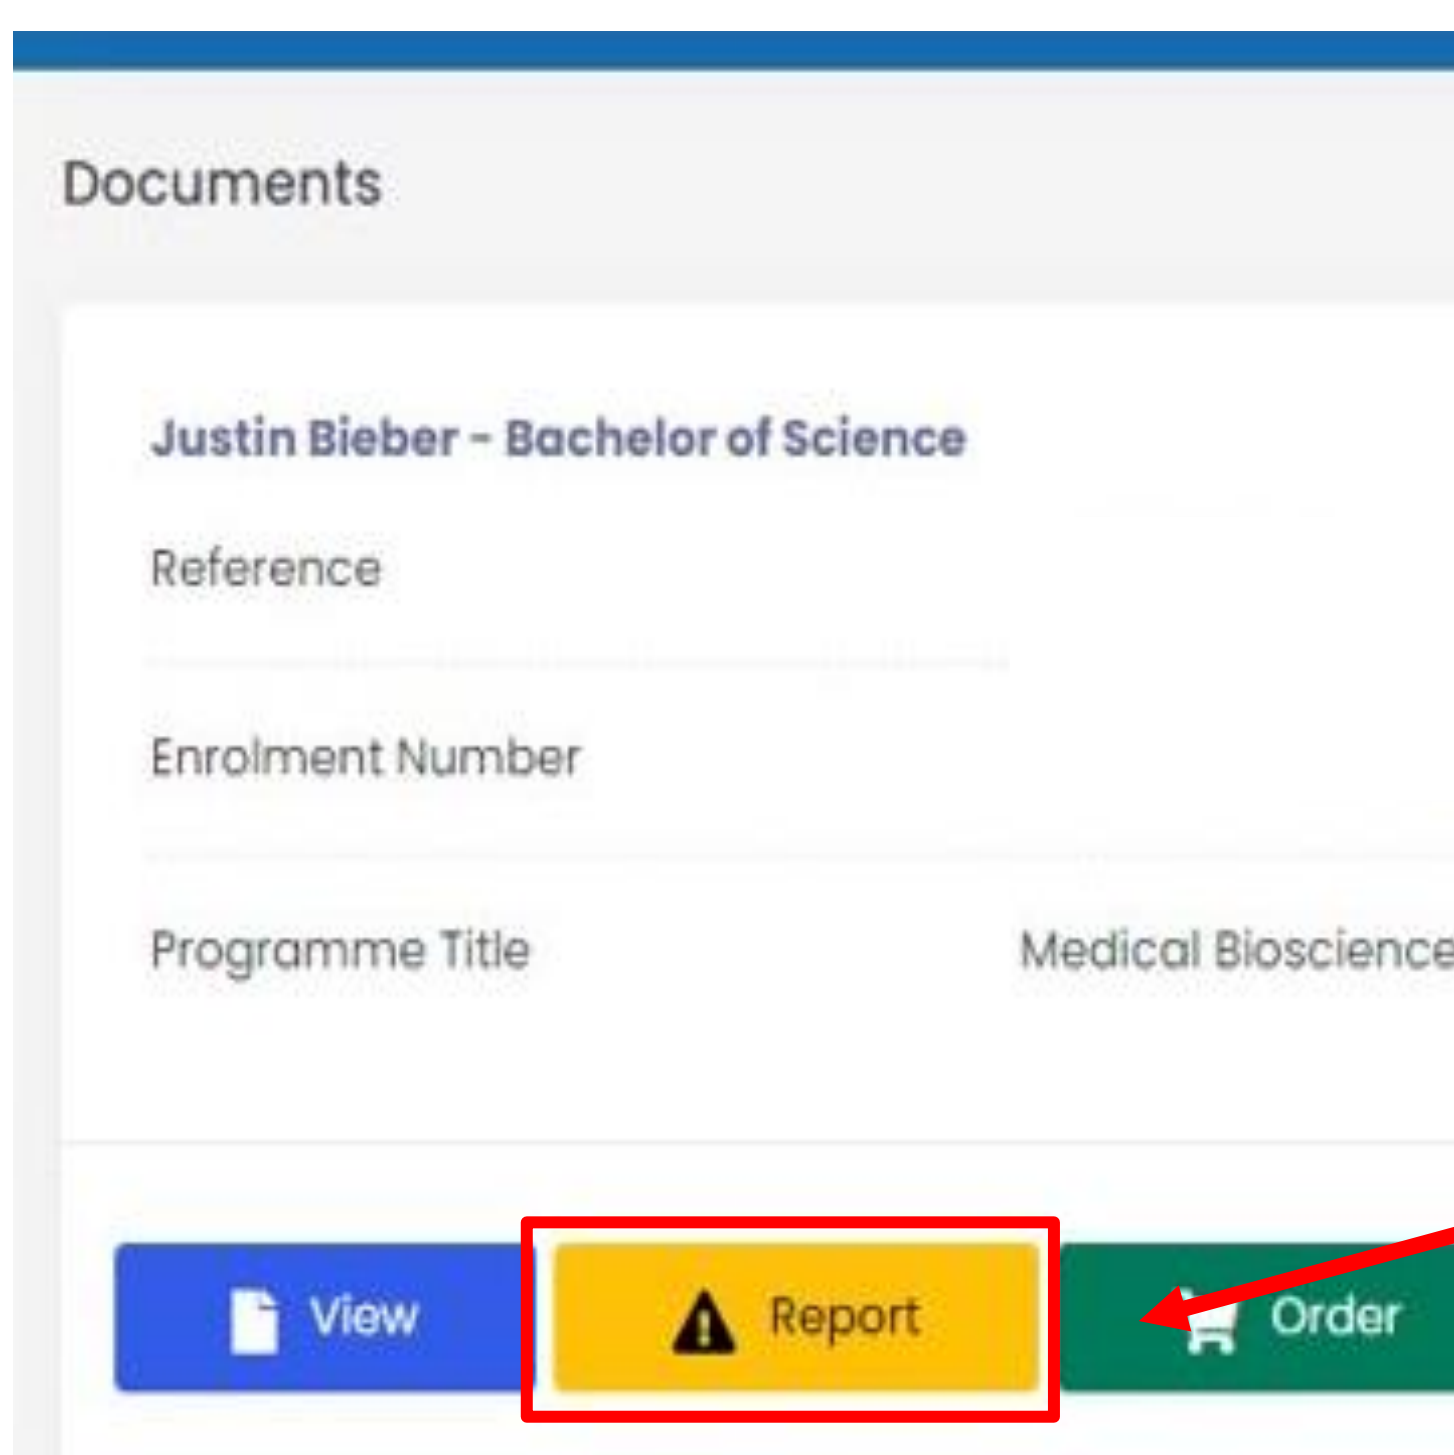 Documents
Justin Bieber - Bachelor of Science
Reference
Enrolment Number
Programme Title Medical Bioscience
View Report Order